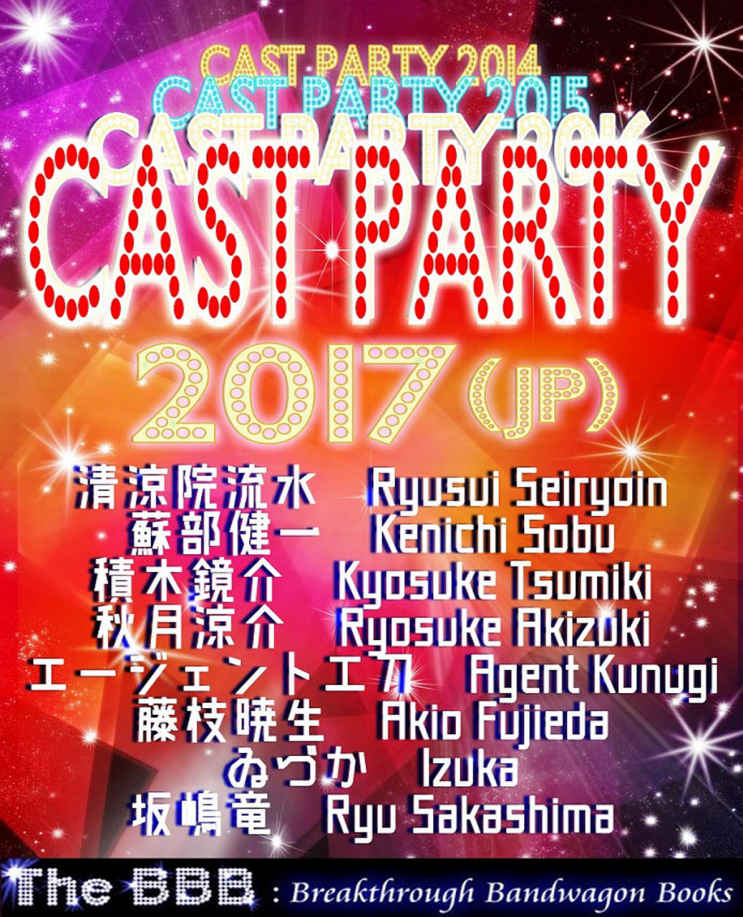 CAST PARTY 2014
CAST PARTY 2015
CAST PARTY 2016
CAST PARTY
2017(JP)
清涼院流水 Ryusui Seiryoin
蘇部健一 Kenichi Sobu
積木鏡介 Kyosuke Tsumiki
秋月涼介 Ryosuke Akizuki
エージェント工刀 Agent Kunugi
藤枝暁生 Akio Fujieda
ゐづか Izuka
坂嶋竜 Ryu Sakashima
The BBB : Breakthrough Bandwagon Books